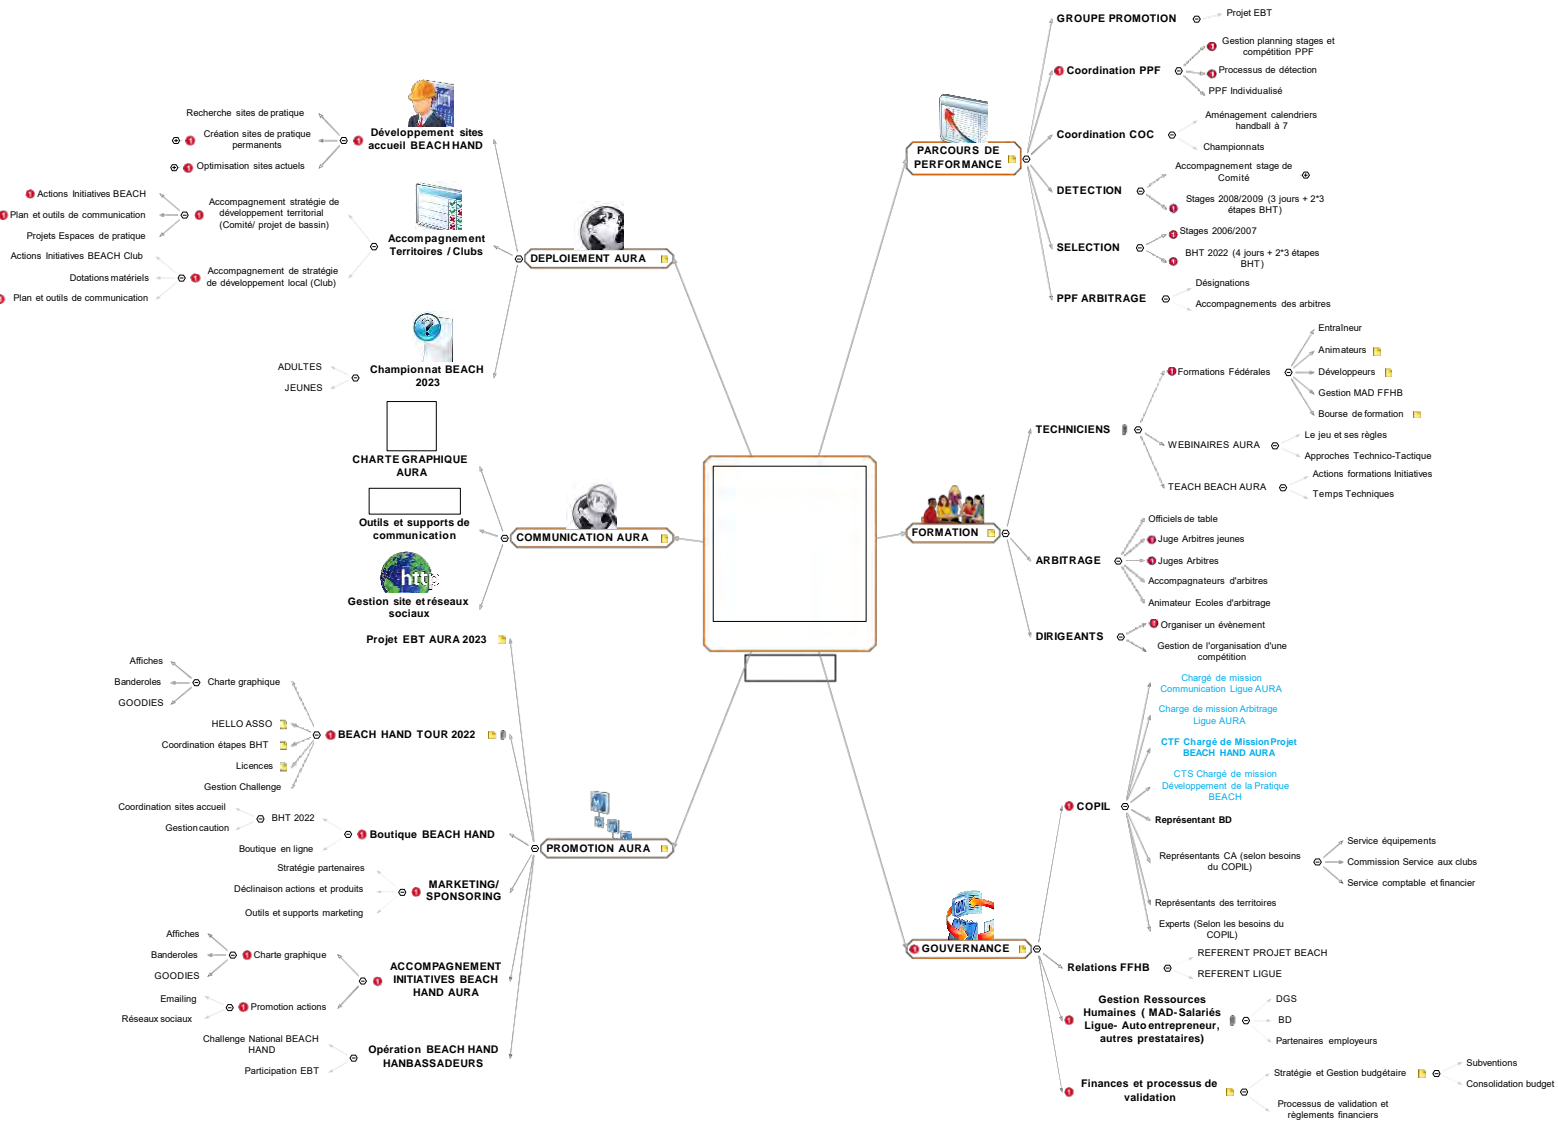 Recherche sites de pratique
Création sites de pratique
permanents
Optimisation sites actuels
Développement sites
accueil BEACH HAND
Actions Initiatives BEACH
Plan et outils de communication
Projets Espaces de pratique
Accompagnement stratégie de
développement territorial
(Comité/ projet de bassin)
Actions Initiatives BEACH Club
Dotations matériels
Plan et outils de communication
Accompagnement de stratégie
de développement local (Club)
Accompagnement
Territoires / Clubs
ADULTES
JEUNES
Championnat BEACH
2023
DEPLOIEMENT AURA
CHARTE GRAPHIQUE
AURA
Outils et supports de
communication
http
Gestion site et réseaux
sociaux
COMMUNICATION AURA
Projet EBT AURA 2023
Affiches
Banderoles
GOODIES
Charte graphique
HELLO ASSO
Coordination étapes BHT
Licences
Gestion Challenge
BEACH HAND TOUR 2022
Coordination sites accueil
Gestion caution
BHT 2022
Boutique en ligne
Boutique BEACH HAND
Stratégie partenaires
Déclinaison actions et produits
Outils et supports marketing
MARKETING/
SPONSORING
Affiches
Banderoles
GOODIES
Charte graphique
Emailing
Réseaux sociaux
Promotion actions
ACCOMPAGNEMENT
INITIATIVES BEACH
HAND AURA
Challenge National BEACH
HAND
Participation EBT
Opération BEACH HAND
HANBASSADEURS
PROMOTION AURA
PARCOURS DE
PERFORMANCE
GROUPE PROMOTION
Projet EBT
Coordination PPF
Gestion planning stages et
compétition PPF
Processus de détection
PPF Individualisé
Coordination COC
Aménagement calendriers
handball à 7
Championnats
DETECTION
Accompagnement stage de
Comité
Stages 2008/2009 (3 jours + 2*3
étapes BHT)
SELECTION
Stages 2006/2007
BHT 2022 (4 jours + 2*3 étapes
BHT)
PPF ARBITRAGE
Désignations
Accompagnements des arbitres
FORMATION
TECHNICIENS
Formations Fédérales
Entraîneur
Animateurs
Développeurs
Gestion MAD FFHB
Bourse de formation
WEBINAIRES AURA
Le jeu et ses règles
Approches Technico-Tactique
TEACH BEACH AURA
Actions formations Initiatives
Temps Techniques
ARBITRAGE
Officiels de table
Juge Arbitres jeunes
Juges Arbitres
Accompagnateurs d'arbitres
Animateur Ecoles d'arbitrage
DIRIGEANTS
Organiser un évènement
Gestion de l'organisation d'une
compétition
GOUVERNANCE
COPIL
Chargé de mission
Communication Ligue AURA
Charge de mission Arbitrage
Ligue AURA
CTF Chargé de Mission Projet
BEACH HAND AURA
CTS Chargé de mission
Développement de la Pratique
BEACH
Représentant BD
Représentants CA (selon besoins
du COPIL)
Service équipements
Commission Service aux clubs
Service comptable et financier
Représentants des territoires
Experts (Selon les besoins du
COPIL)
Relations FFHB
REFERENT PROJET BEACH
REFERENT LIGUE
Gestion Ressources
Humaines ( MAD-Salariés
Ligue- Auto entrepreneur,
autres prestataires)
DGS
BD
Partenaires employeurs
Finances et processus de
validation
Stratégie et Gestion budgétaire
Subventions
Consolidation budget
Processus de validation et
règlements financiers